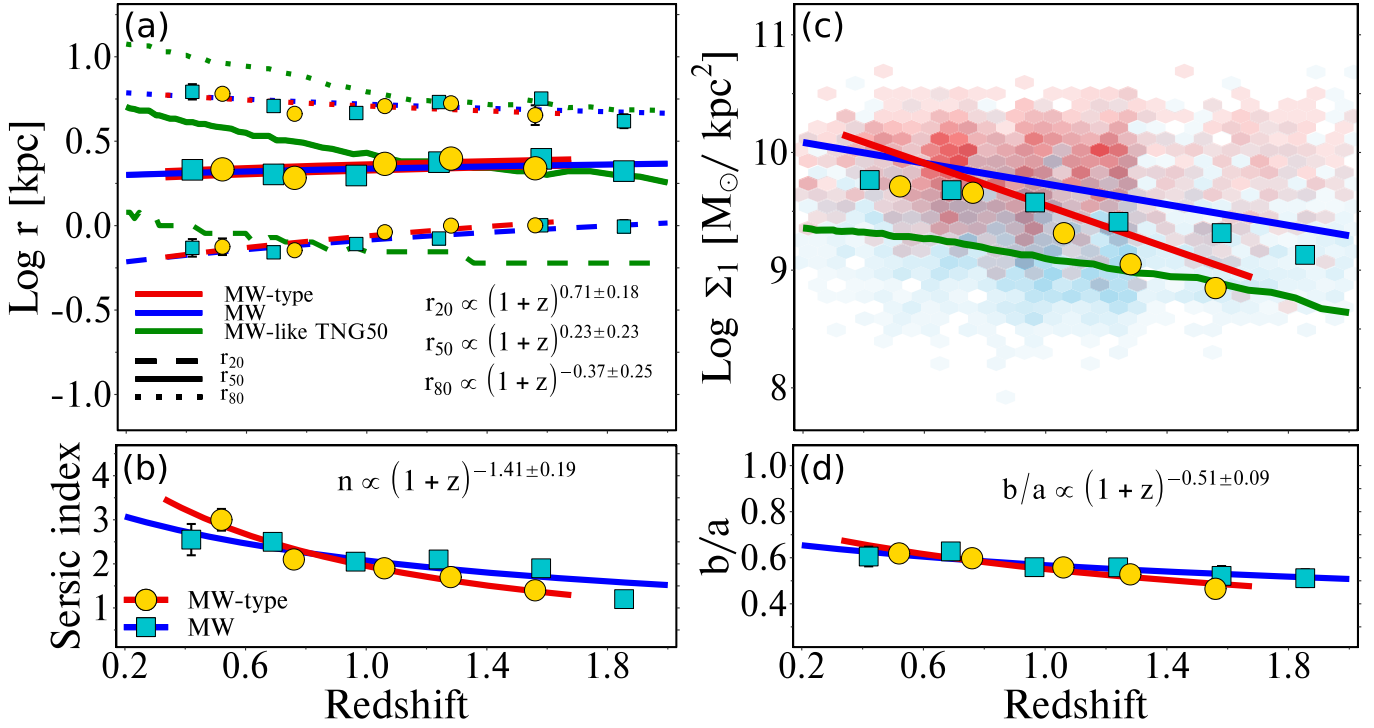 (a)
Log r [kpc]
1.0
0.5
0.0
-0.5
-1.0
MW-type
MW
MW-like TNG50
r₂₀
r₅₀
r₈₀
r₂₀ ∝ (1 + z)^0.71±0.18
r₅₀ ∝ (1 + z)^0.23±0.23
r₈₀ ∝ (1 + z)^-0.37±0.25
(c)
Log Σ₁ [M⊙/ kpc²]
11
10
9
8
(b)
Sersic index
4
3
2
1
n ∝ (1 + z)^-1.41±0.19
MW-type
MW
0.2 0.6 1.0 1.4 1.8
Redshift
(d)
b/a
1.0
0.8
0.6
0.4
b/a ∝ (1 + z)^-0.51±0.09
0.2 0.6 1.0 1.4 1.8
Redshift